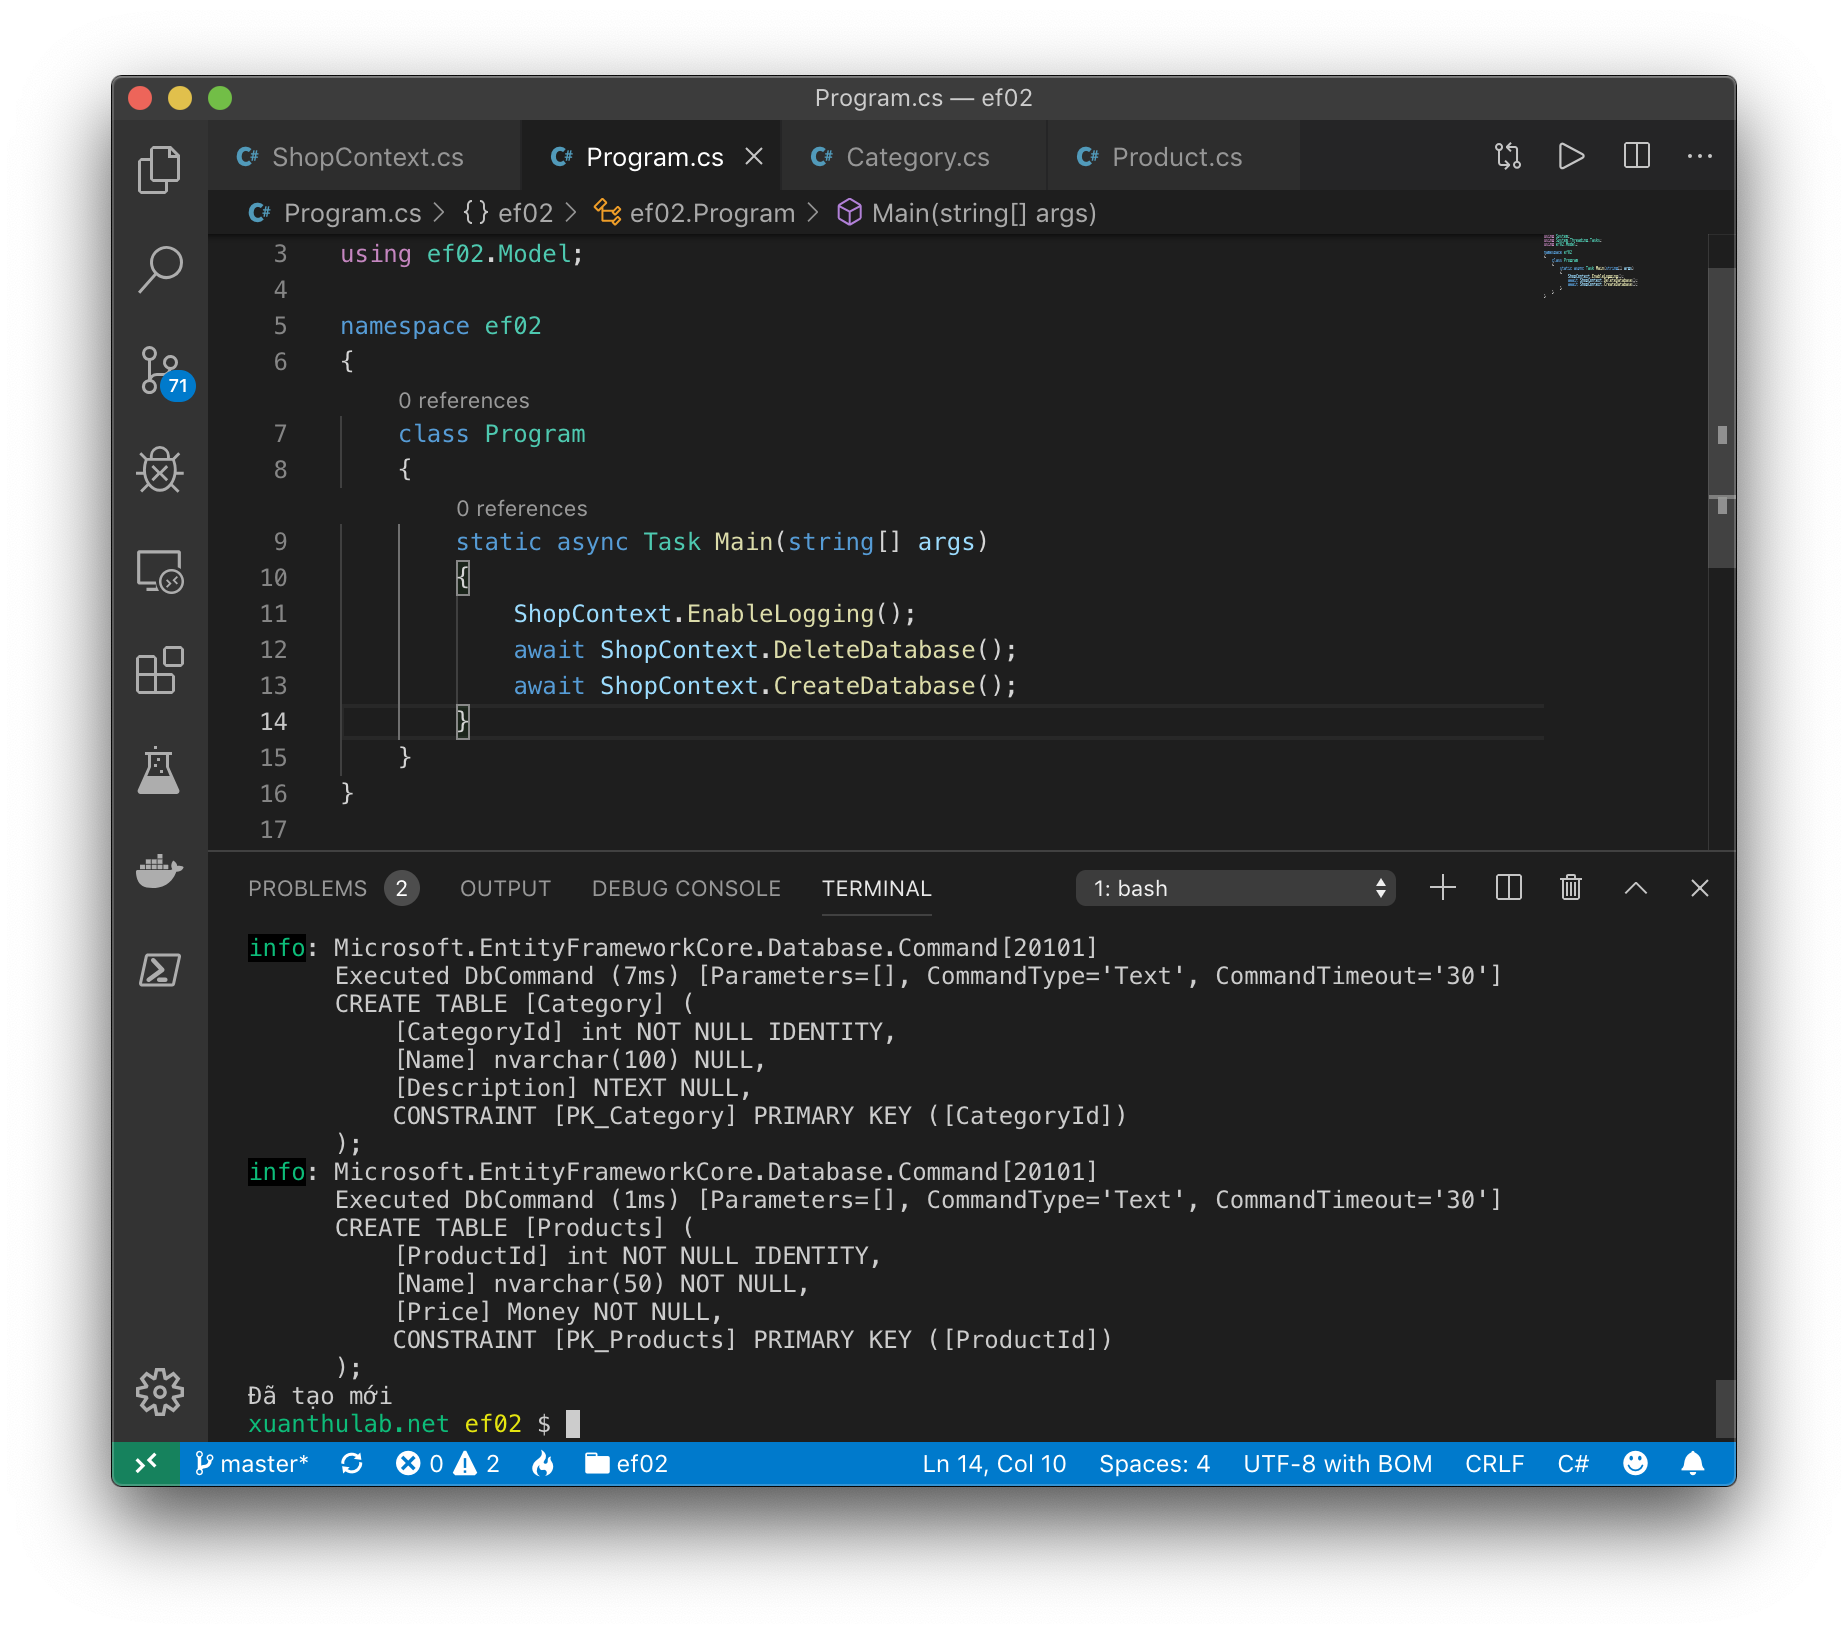 Program.cs — ef02
ShopContext.cs
Program.cs
Category.cs
Product.cs
Program.cs > {} ef02 > ef02.Program > Main(string[] args)
3 using ef02.Model;
4
5 namespace ef02
6 {
0 references
7 class Program
8 {
0 references
9 static async Task Main(string[] args)
10 {
11 ShopContext.EnableLogging();
12 await ShopContext.DeleteDatabase();
13 await ShopContext.CreateDatabase();
14 }
15 }
16 }
17
71
PROBLEMS 2 OUTPUT DEBUG CONSOLE TERMINAL 1: bash
info: Microsoft.EntityFrameworkCore.Database.Command[20101]
Executed DbCommand (7ms) [Parameters=[], CommandType='Text', CommandTimeout='30']
CREATE TABLE [Category] (
[CategoryId] int NOT NULL IDENTITY,
[Name] nvarchar(100) NULL,
[Description] NTEXT NULL,
CONSTRAINT [PK_Category] PRIMARY KEY ([CategoryId])
);
info: Microsoft.EntityFrameworkCore.Database.Command[20101]
Executed DbCommand (1ms) [Parameters=[], CommandType='Text', CommandTimeout='30']
CREATE TABLE [Products] (
[ProductId] int NOT NULL IDENTITY,
[Name] nvarchar(50) NOT NULL,
[Price] Money NOT NULL,
CONSTRAINT [PK_Products] PRIMARY KEY ([ProductId])
);
Đã tạo mới
xuanthulab.net ef02 $
master* 0 2 ef02 Ln 14, Col 10 Spaces: 4 UTF-8 with BOM CRLF C#